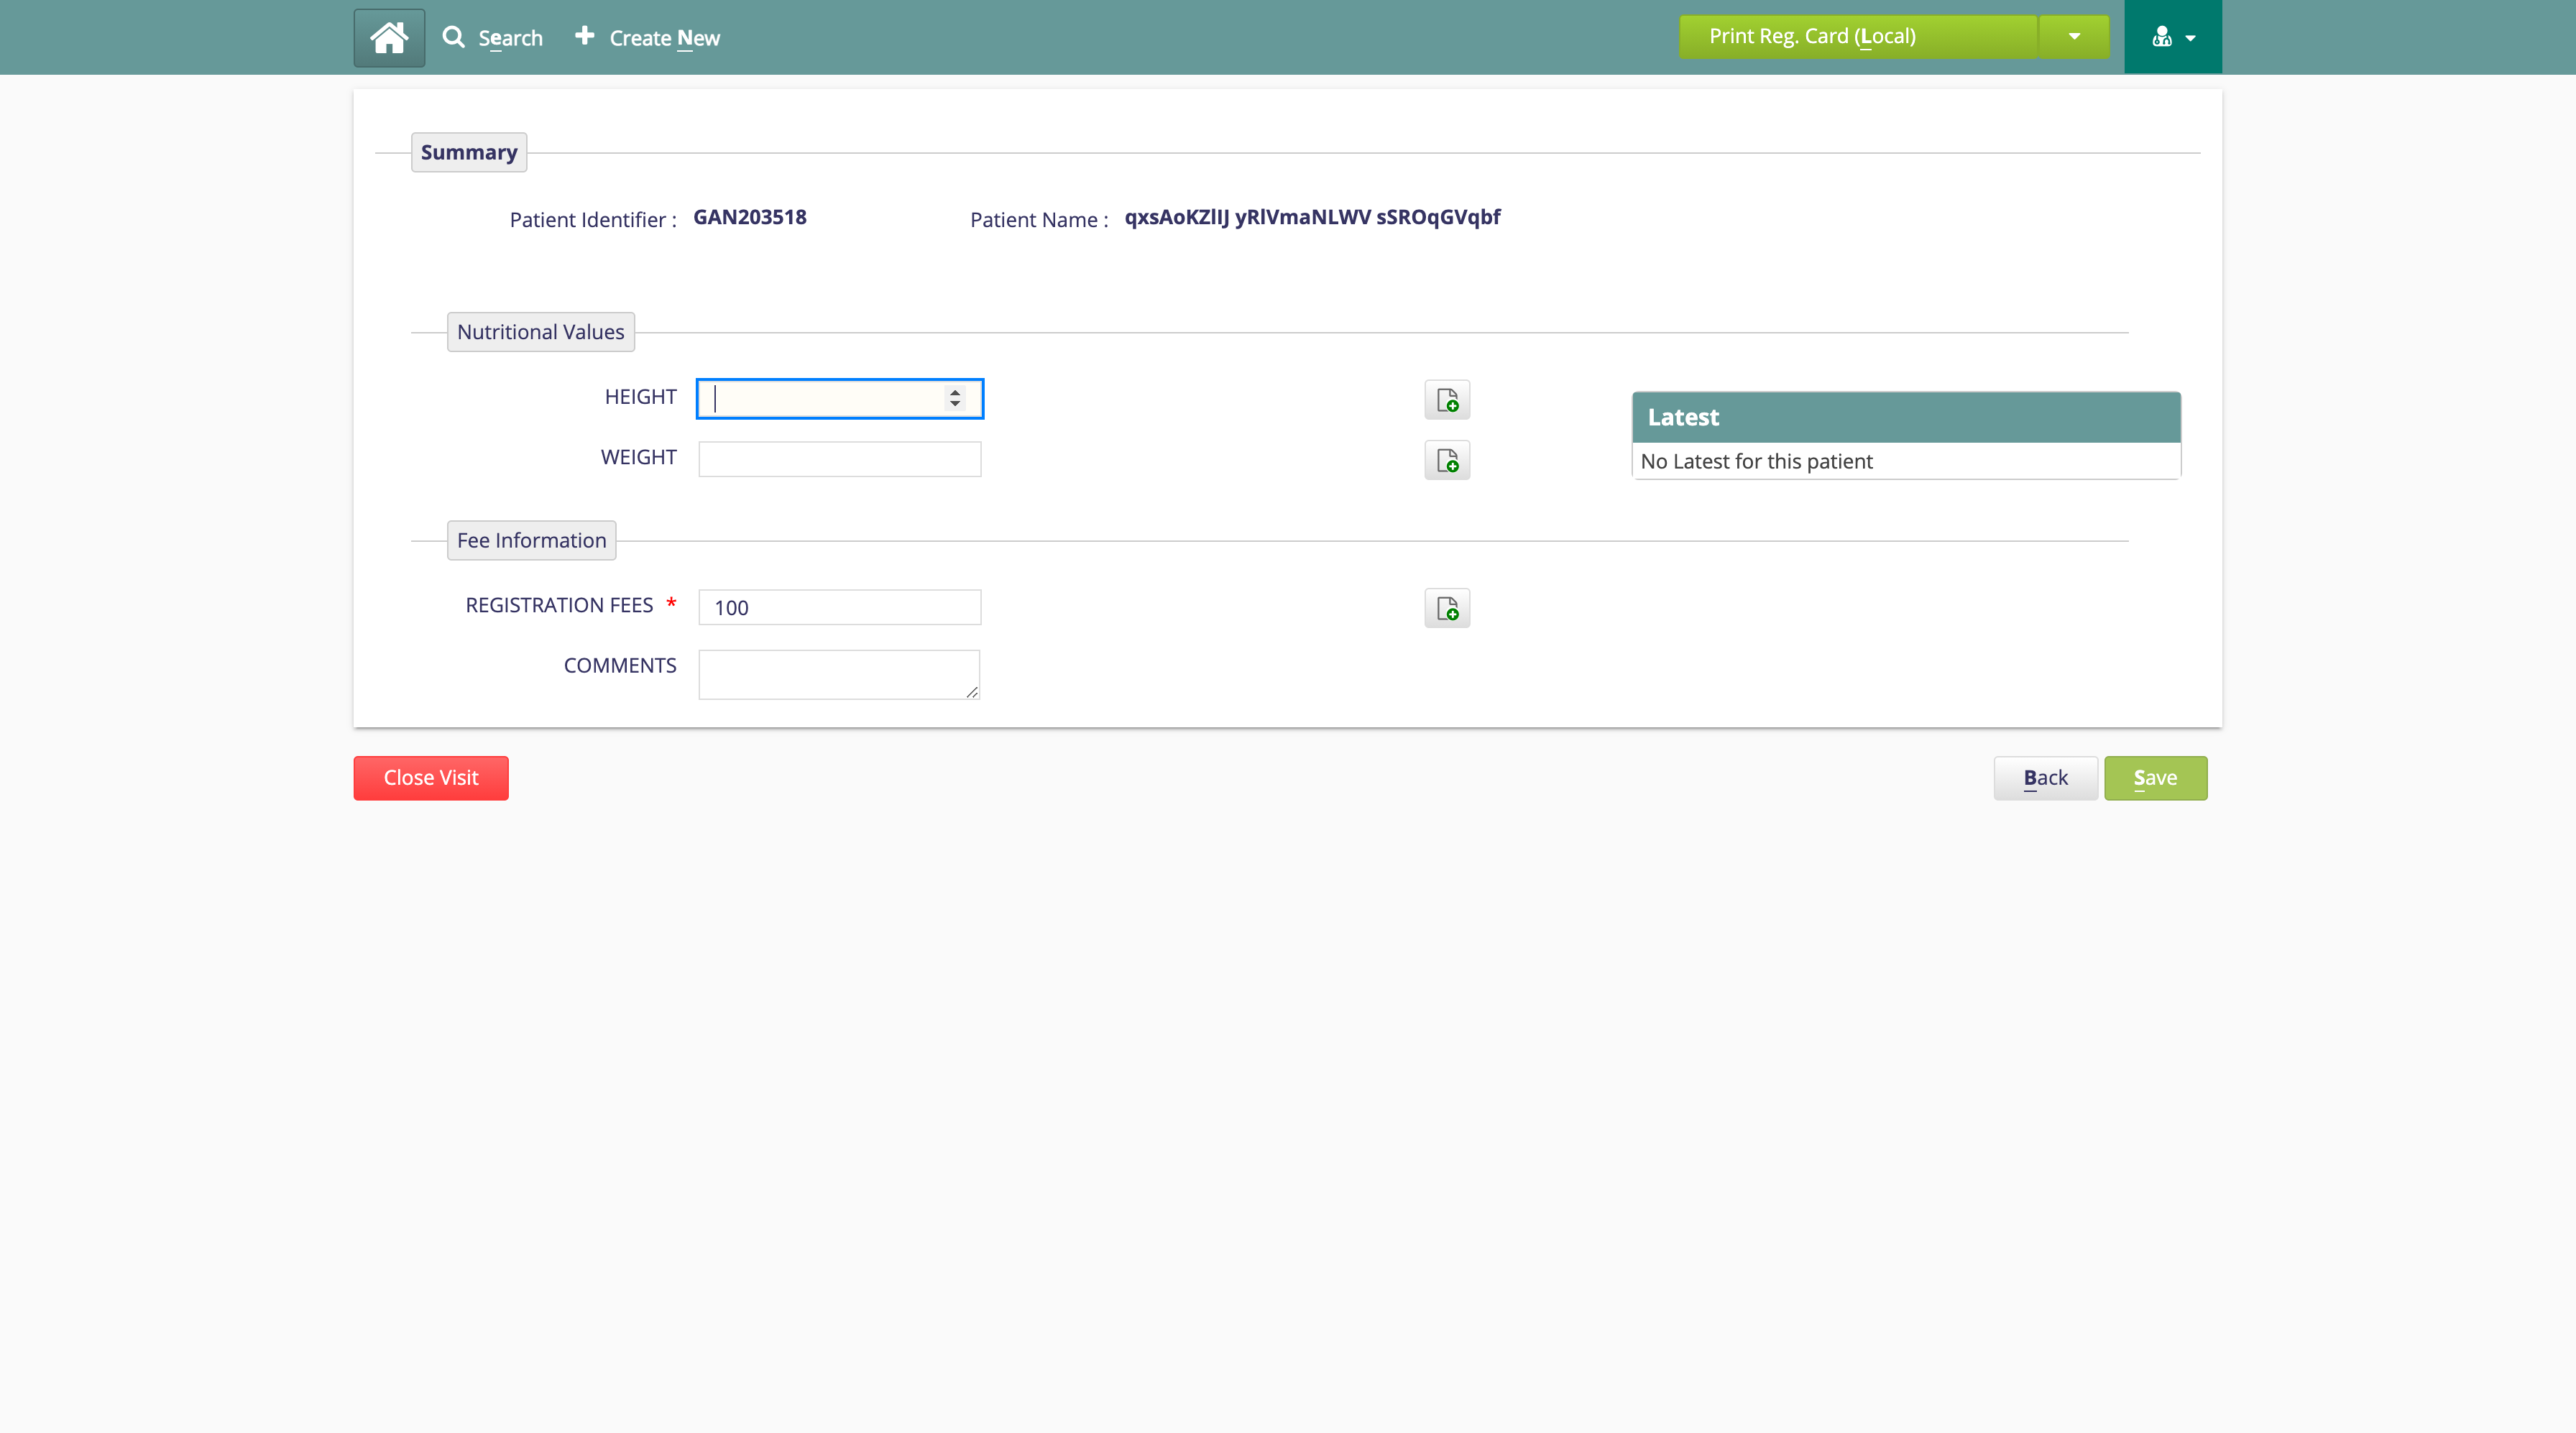 Search Create New Print Reg. Card (Local)
Summary
Patient Identifier : GAN203518 Patient Name : qxsAoKZlIJ yRlVmaNLWV sSROqGVqbf
Nutritional Values
HEIGHT
Latest
WEIGHT
No Latest for this patient
Fee Information
REGISTRATION FEES * 100
COMMENTS
Close Visit Back Save